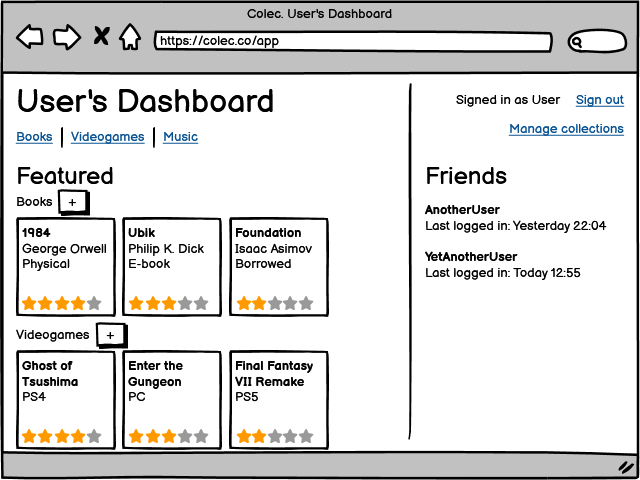 Colec. User's Dashboard
https://colec.co/app
User's Dashboard
Signed in as User Sign out
Manage collections
Books Videogames Music
Featured
Books +
1984
George Orwell
Physical
Ubik
Philip K. Dick
E-book
Foundation
Isaac Asimov
Borrowed
Videogames +
Ghost of
Tsushima
PS4
Enter the
Gungeon
PC
Final Fantasy
VII Remake
PS5
Friends
AnotherUser
Last logged in: Yesterday 22:04
YetAnotherUser
Last logged in: Today 12:55